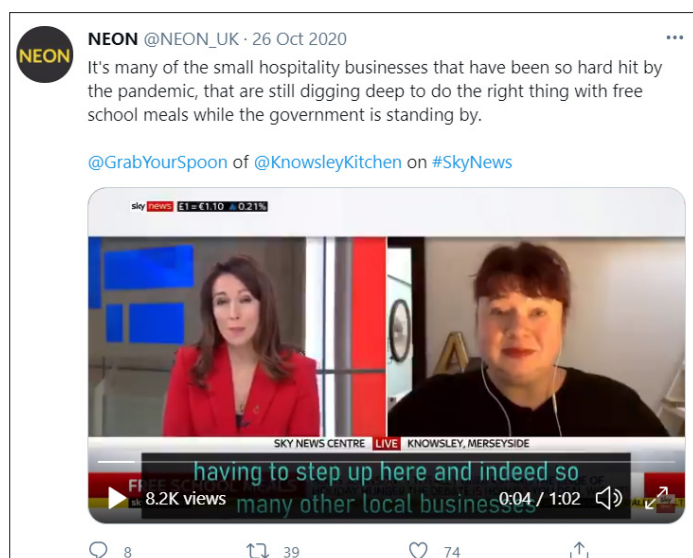 NEON
NEON @NEON_UK · 26 Oct 2020
It's many of the small hospitality businesses that have been so hard hit by
the pandemic, that are still digging deep to do the right thing with free
school meals while the government is standing by.
@GrabYourSpoon of @KnowsleyKitchen on #SkyNews
sky news £1 = €1.10 ▲ 0.21%
SKY NEWS CENTRE LIVE KNOWSLEY, MERSEYSIDE
having to step up here and indeed so
FREE SCHOOL MEALS
8.2K views
many other local businesses
0:04 / 1:02
8 39 74